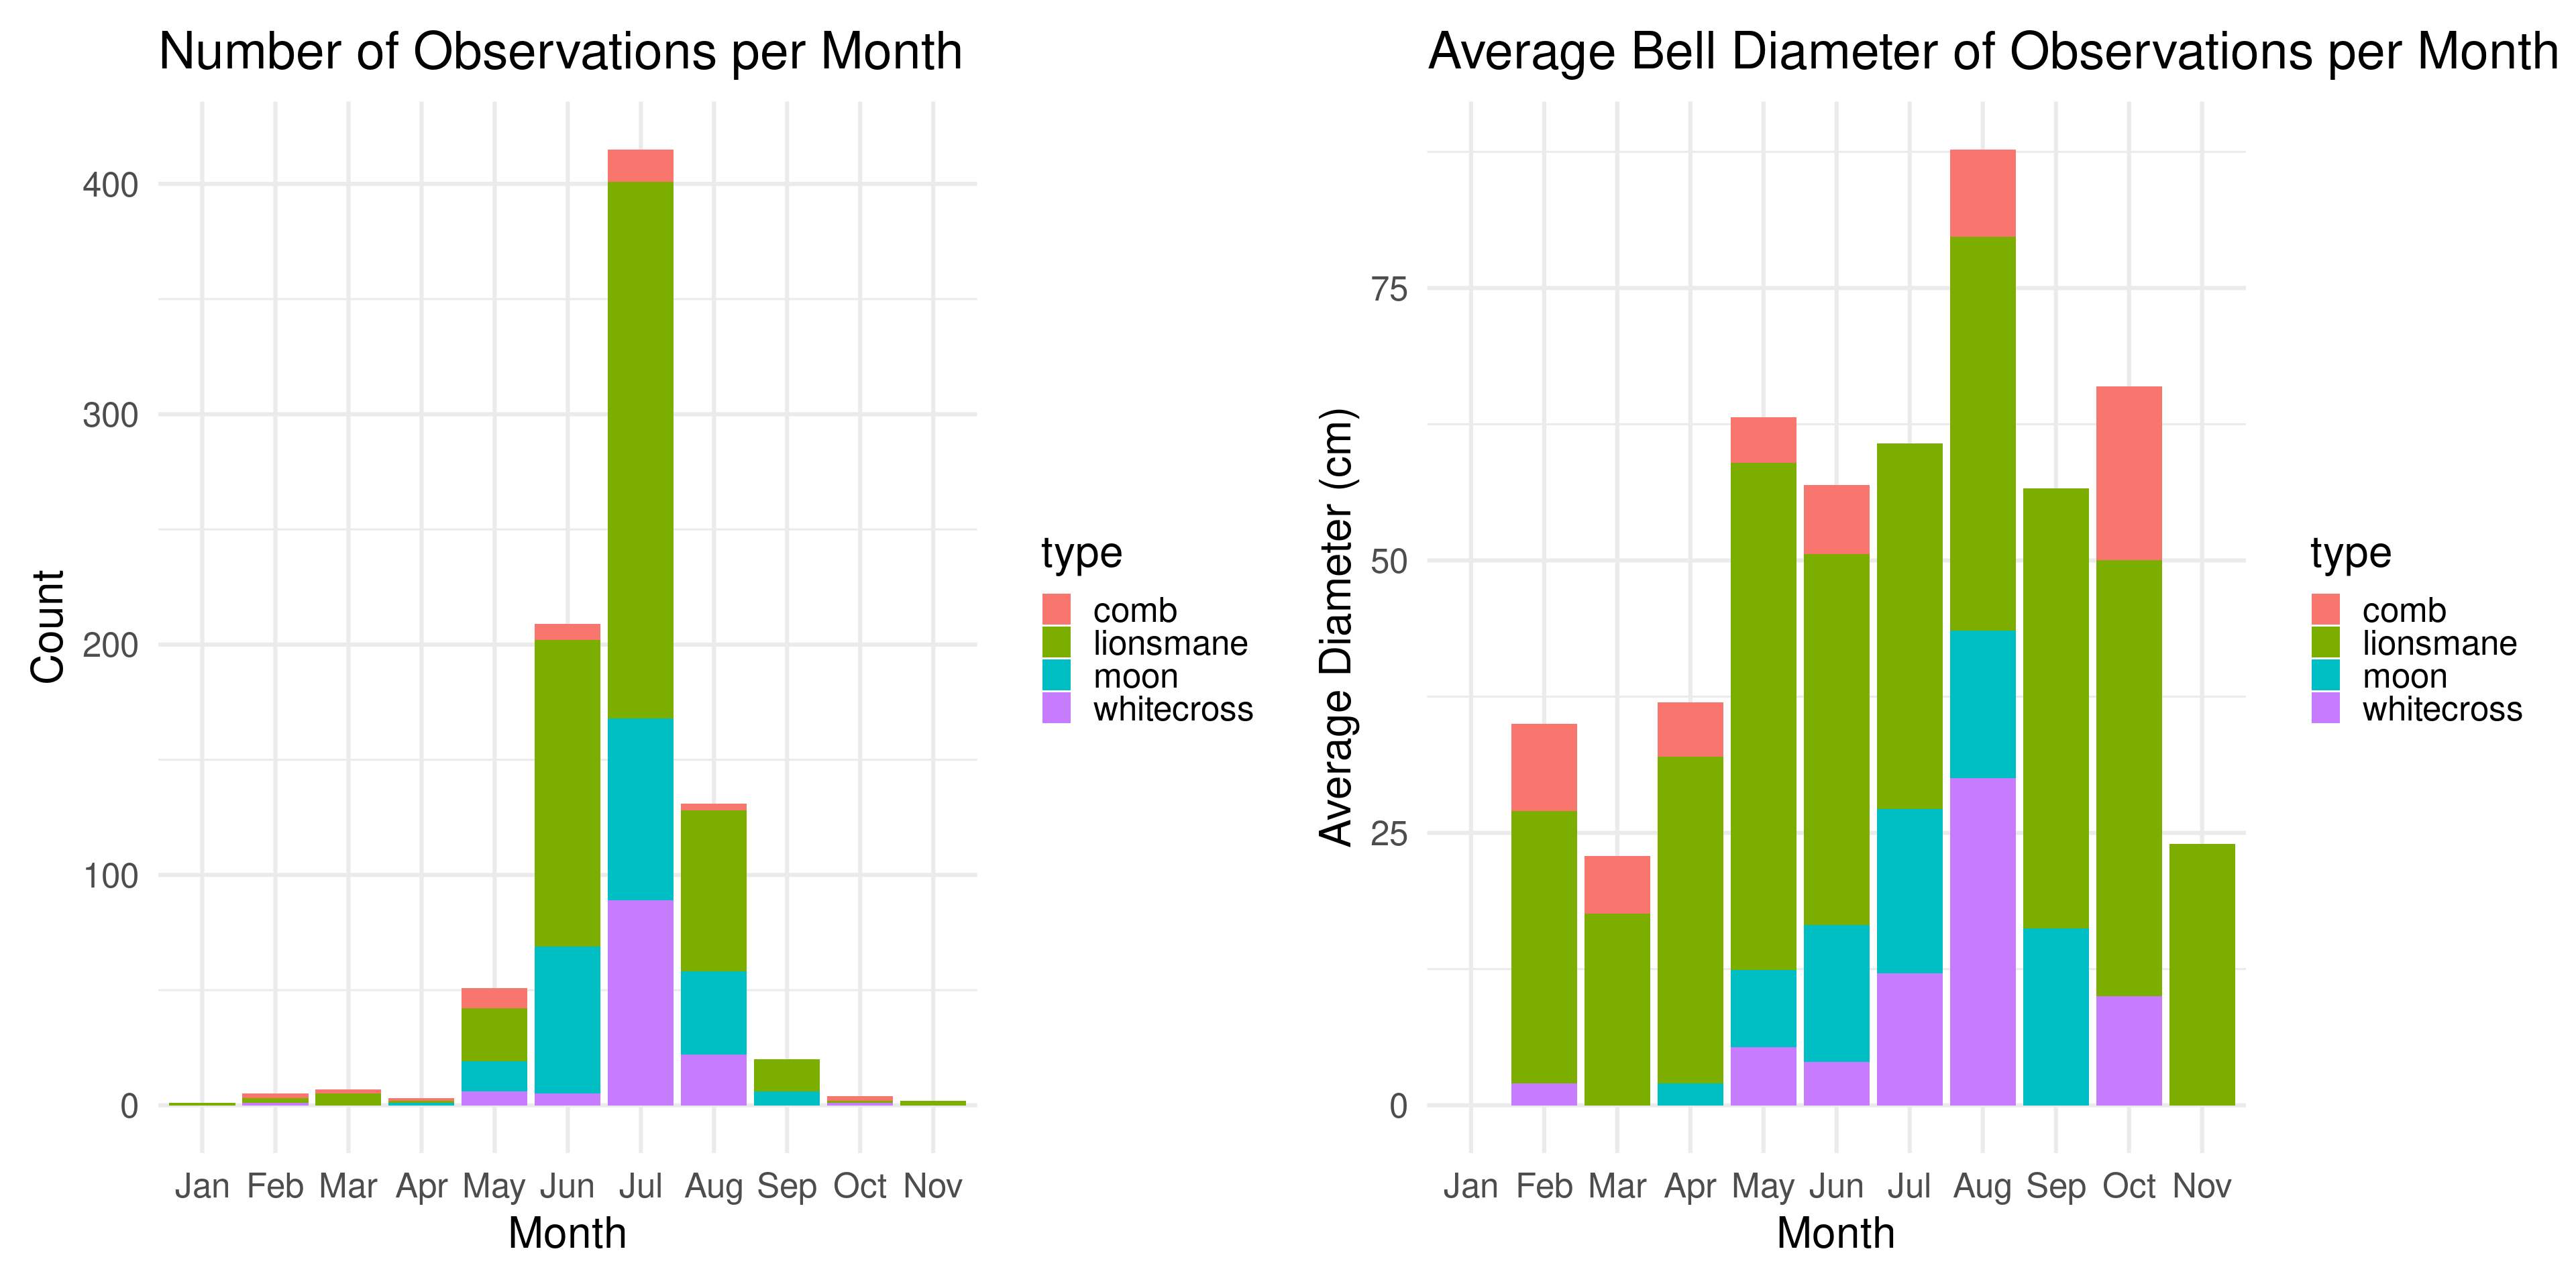 Number of Observations per Month
Count
400
300
200
100
0
Jan Feb Mar Apr May Jun Jul Aug Sep Oct Nov
Month
type
comb
lionsmane
moon
whitecross
Average Bell Diameter of Observations per Month
Average Diameter (cm)
75
50
25
0
Jan Feb Mar Apr May Jun Jul Aug Sep Oct Nov
Month
type
comb
lionsmane
moon
whitecross